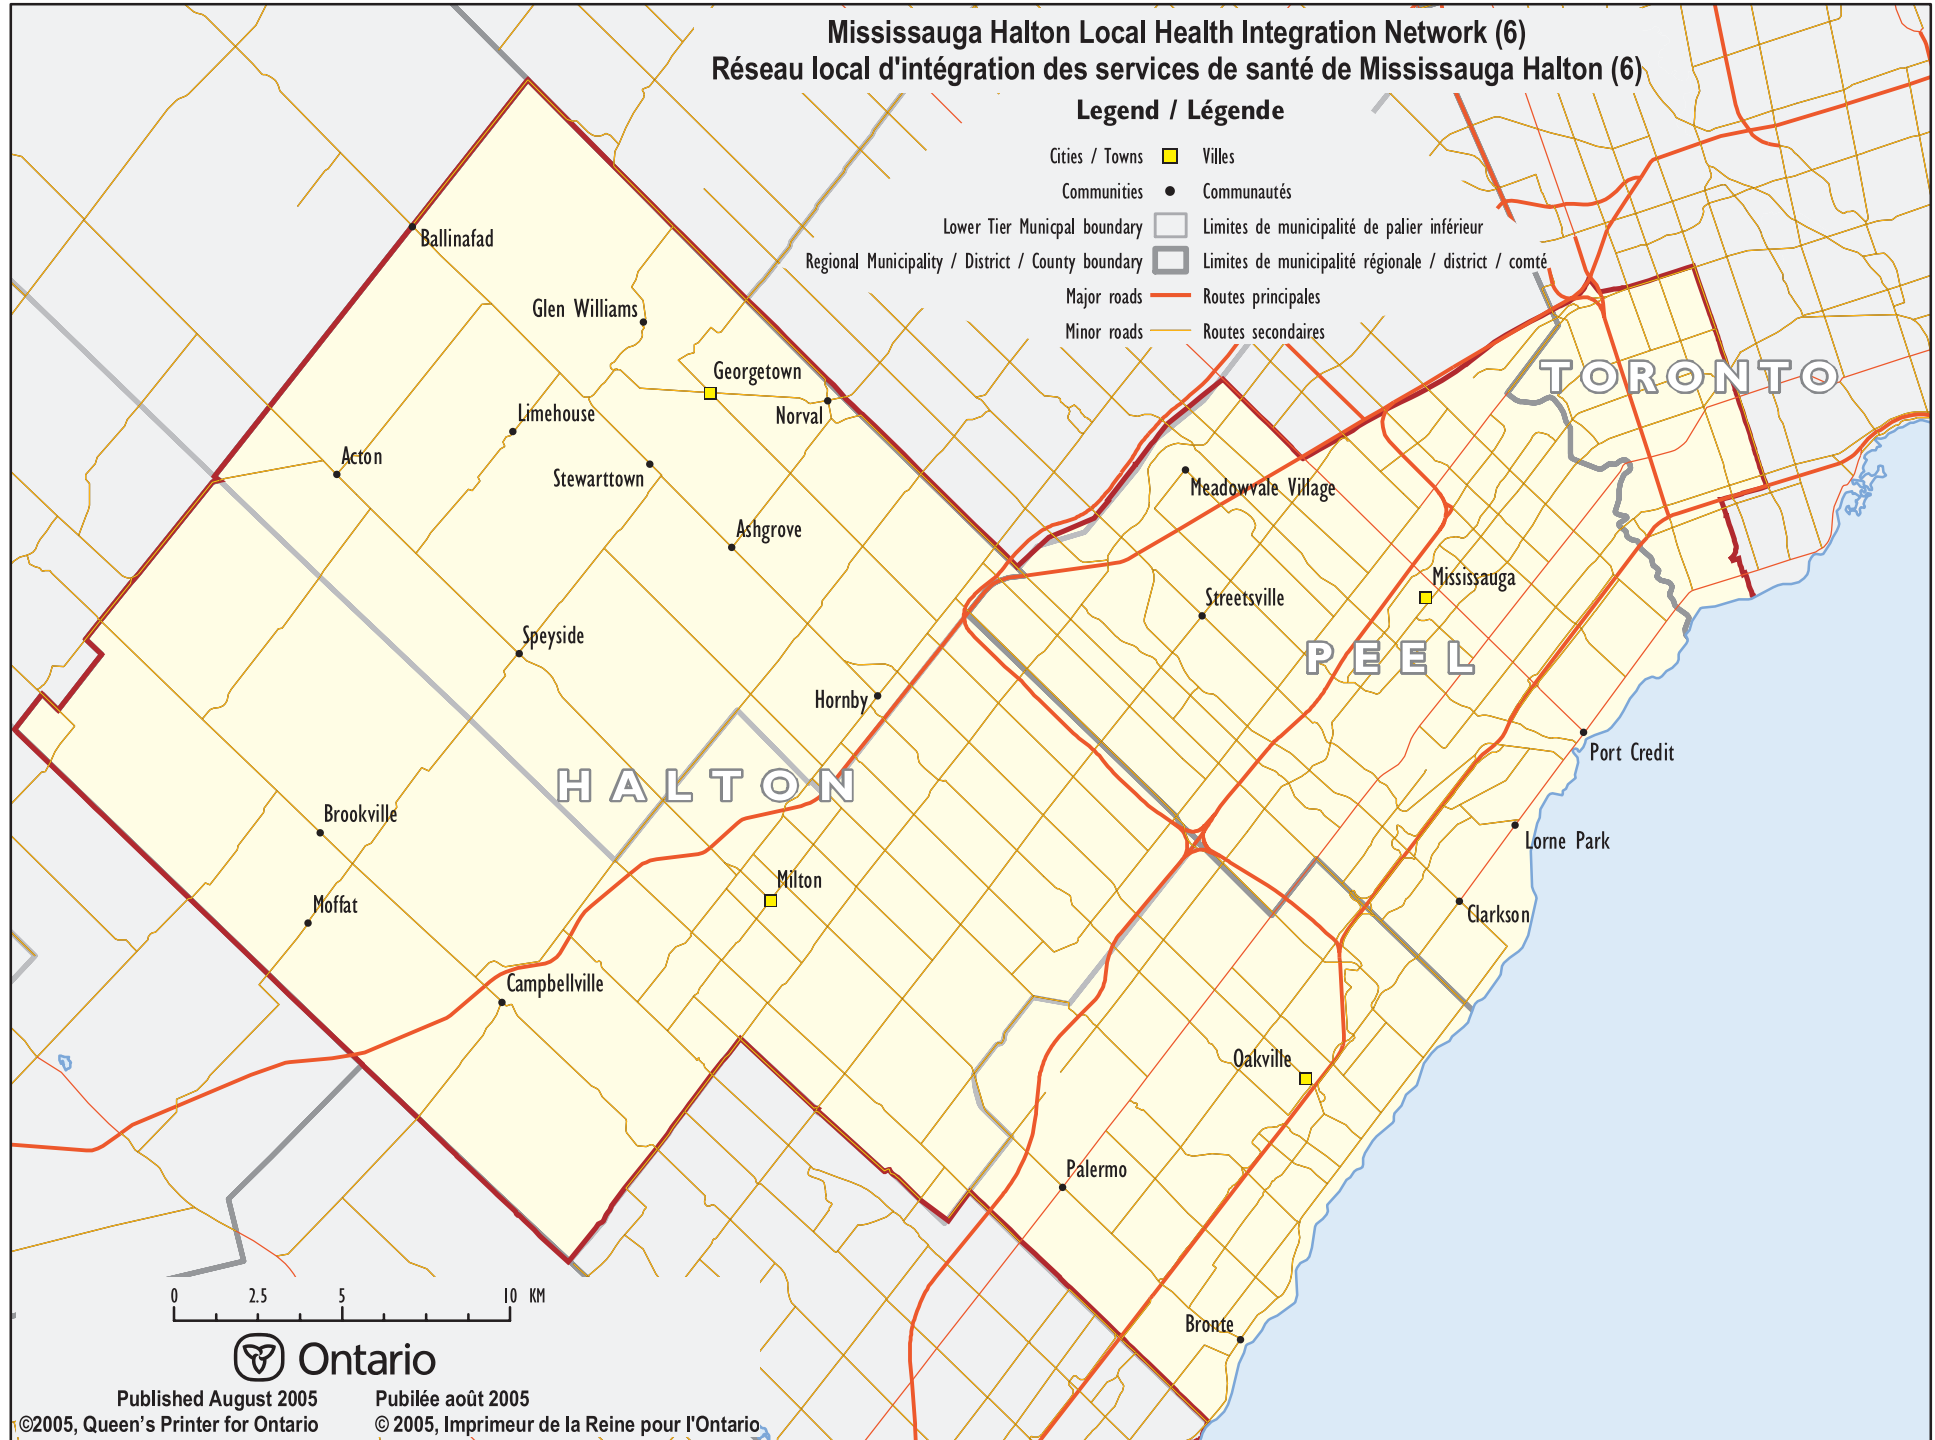 Mississauga Halton Local Health Integration Network (6)
Réseau local d'intégration des services de santé de Mississauga Halton (6)
Legend / Légende
Cities / Towns Villes
Communities Communautés
Lower Tier Municpal boundary Limites de municipalité de palier inférieur
Regional Municipality / District / County boundary Limites de municipalité régionale / district / comté
Major roads Routes principales
Minor roads Routes secondaires
Ballinafad
Glen Williams
Georgetown
TORONTO
Limehouse
Norval
Acton
Stewarttown
Meadowvale Village
Ashgrove
Mississauga
Streetsville
Speyside
PEEL
Hornby
Port Credit
HALTON
Brookville
Lorne Park
Milton
Moffat
Clarkson
Campbellville
Oakville
Palermo
Bronte
0 2.5 5 10 KM
Ontario
Published August 2005 Pubilée août 2005
©2005, Queen's Printer for Ontario © 2005, Imprimeur de la Reine pour l'Ontario